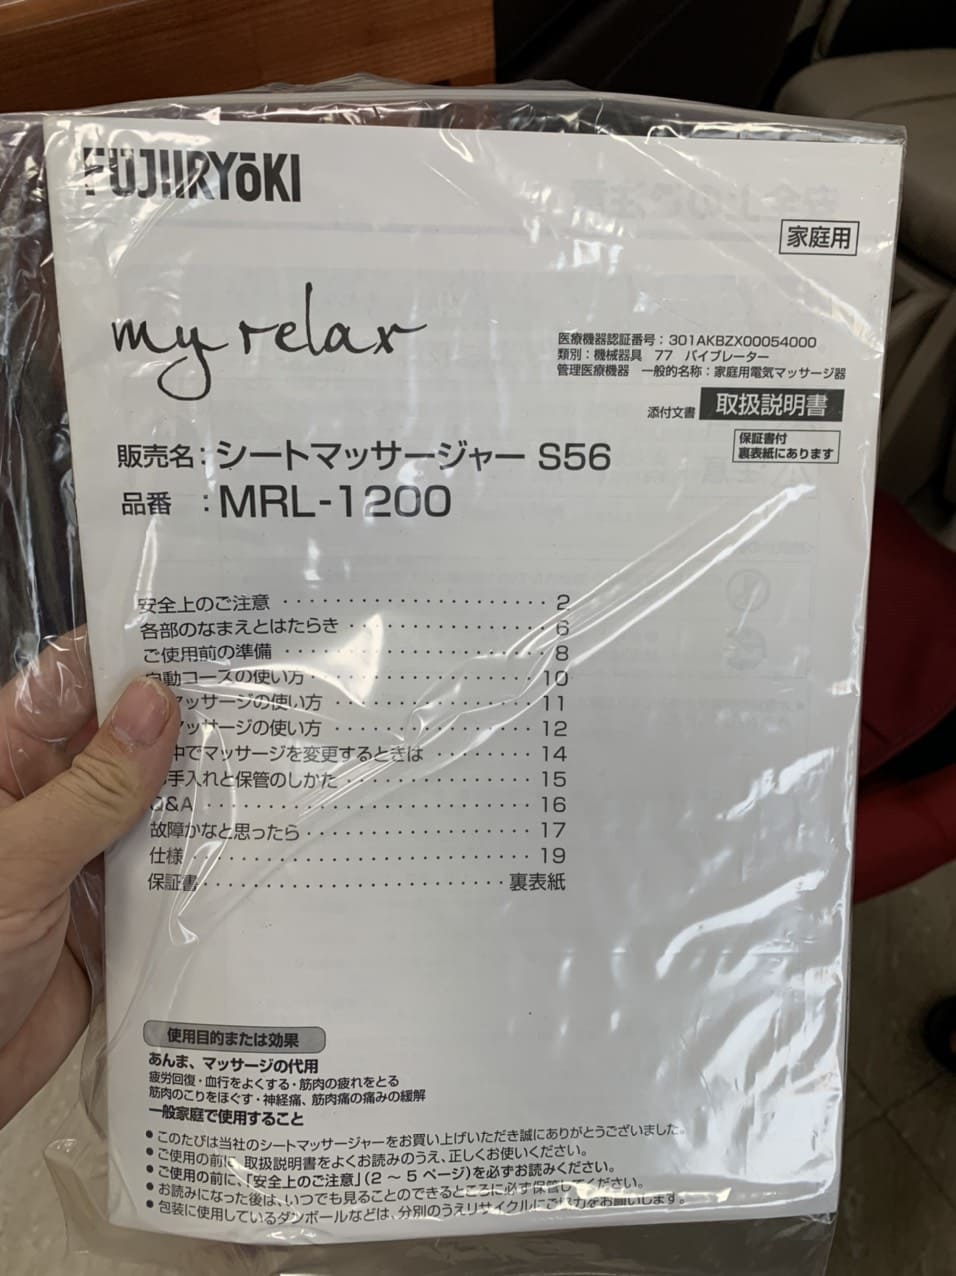 FUJIIRYōKI
家庭用
my relax
医療機器認証番号：301AKBZX00054000
類別：機械器具 77 バイブレーター
管理医療機器 一般的名称：家庭用電気マッサージ器
添付文書 取扱説明書
保証書付
裏表紙にあります
販売名：シートマッサージャー S56
品番 ：MRL-1200
安全上のご注意 ····················· 2
各部のなまえとはたらき ··············· 6
ご使用前の準備 ····················· 8
自動コースの使い方 ·················· 10
マッサージの使い方 ················ 11
マッサージの使い方 ················ 12
中でマッサージを変更するときは ········ 14
手入れと保管のしかた ··············· 15
Q&A ··························· 16
故障かなと思ったら ·················· 17
仕様 ··························· 19
保証書 ························ 裏表紙
使用目的または効果
あんま、マッサージの代用
疲労回復・血行をよくする・筋肉の疲れをとる
筋肉のこりをほぐす・神経痛、筋肉痛の痛みの緩解
一般家庭で使用すること
● このたびは当社のシートマッサージャーをお買い上げいただき誠にありがとうございました。
● ご使用の前に、取扱説明書をよくお読みのうえ、正しくお使いください。
● ご使用の前に、「安全上のご注意」（2 ～ 5 ページ）を必ずお読みください。
● お読みになった後は、いつでも見ることのできるところに必ず保管してください。
● 包装に使用しているダンボールなどは、分別のうえリサイクルにご協力をお願いします。